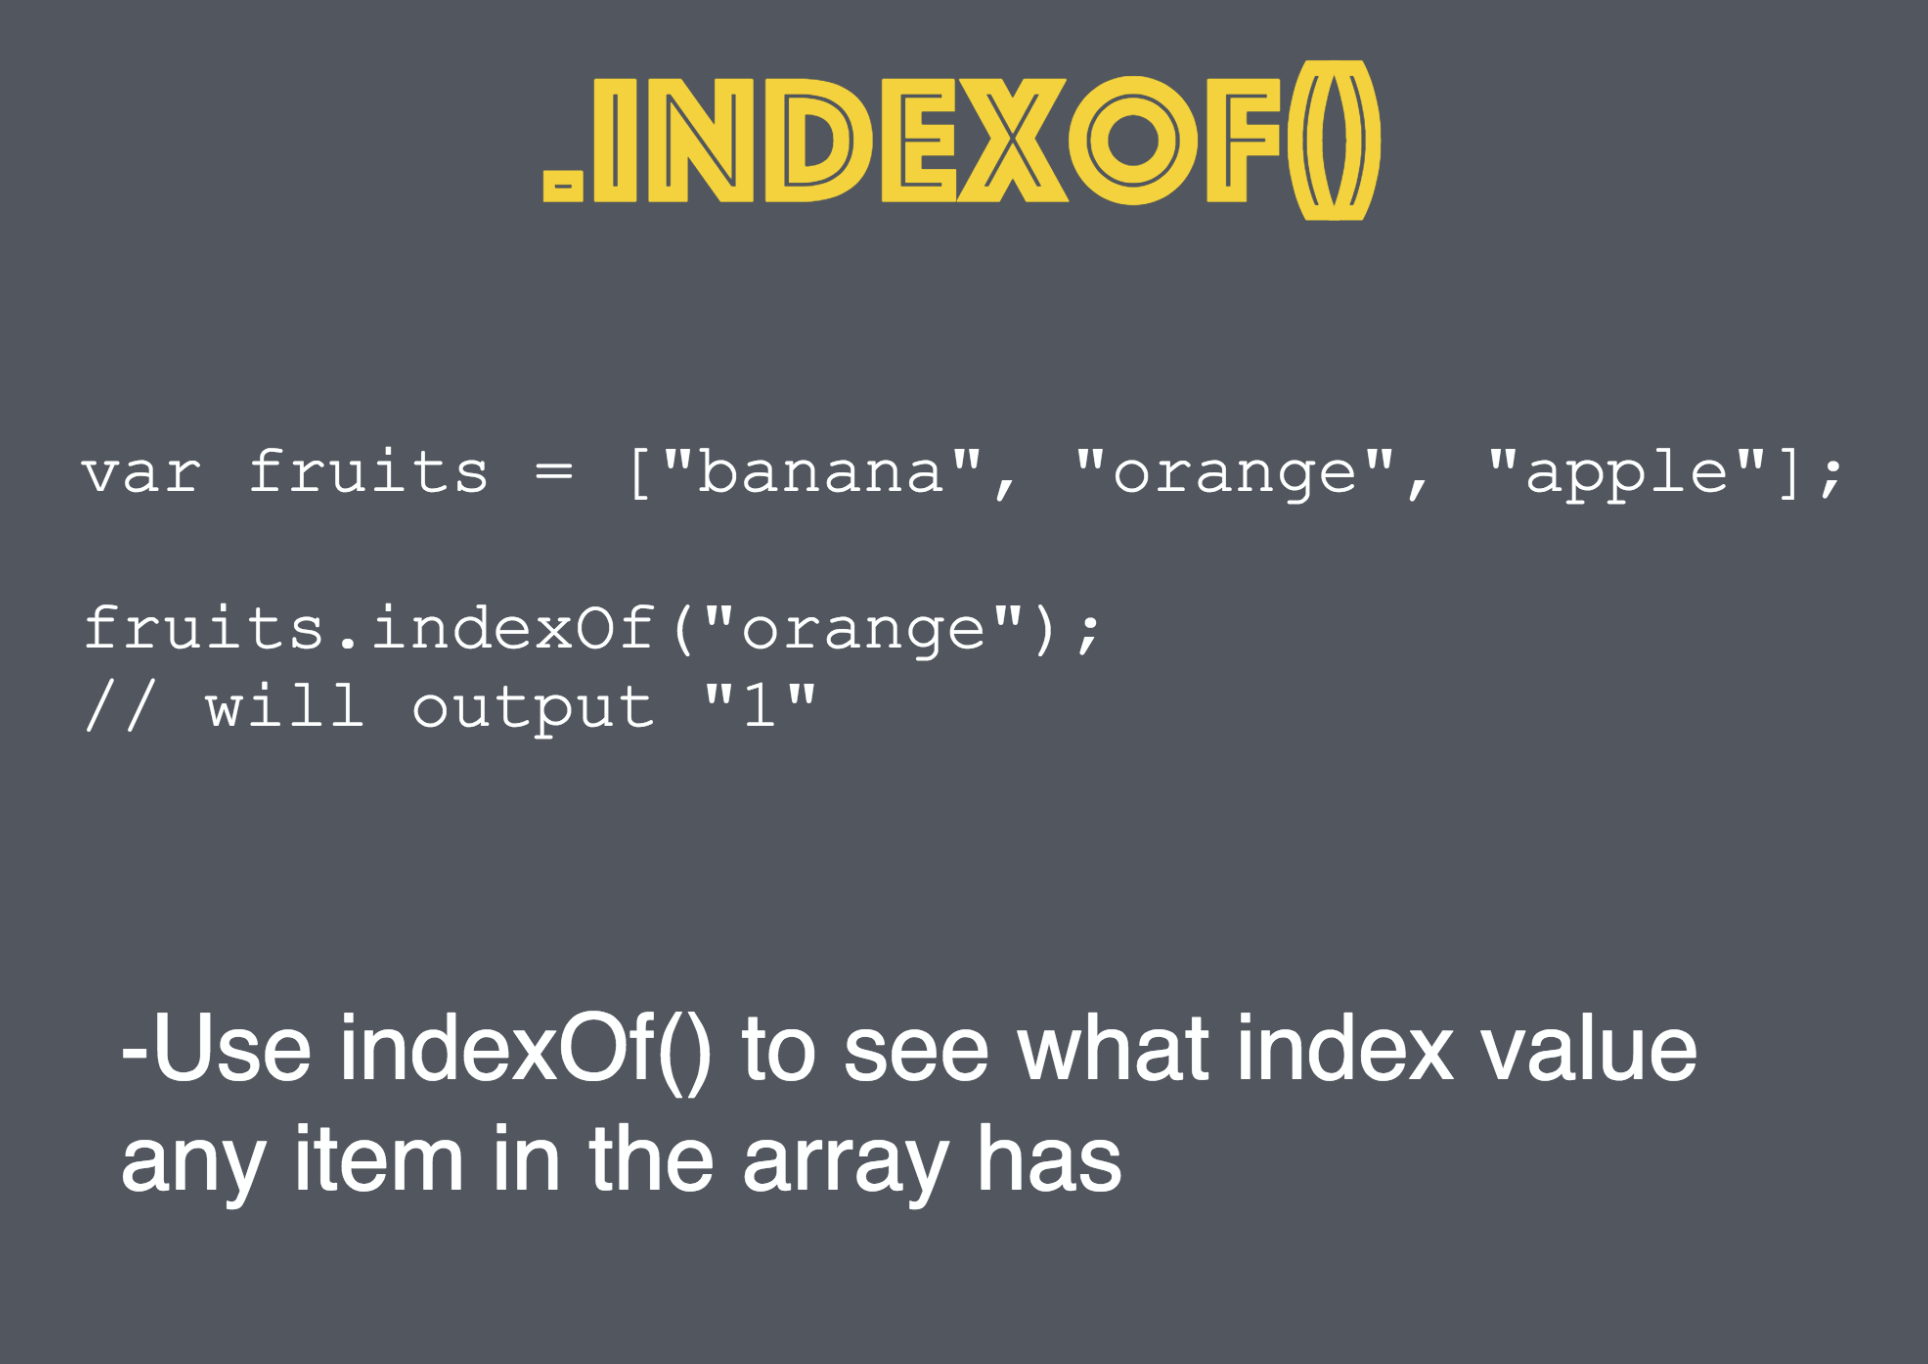 .INDEXOF()
var fruits = ["banana", "orange", "apple"];
fruits.indexOf("orange");
// will output "1"
-Use indexOf() to see what index value
any item in the array has